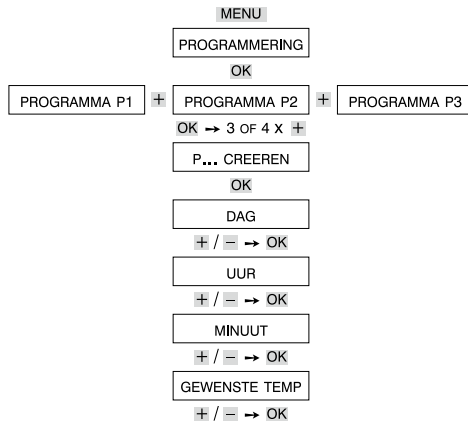 MENU
PROGRAMMERING
OK
PROGRAMMA P1 + PROGRAMMA P2 + PROGRAMMA P3
OK → 3 OF 4 X +
P... CREEREN
OK
DAG
+ / − → OK
UUR
+ / − → OK
MINUUT
+ / − → OK
GEWENSTE TEMP
+ / − → OK